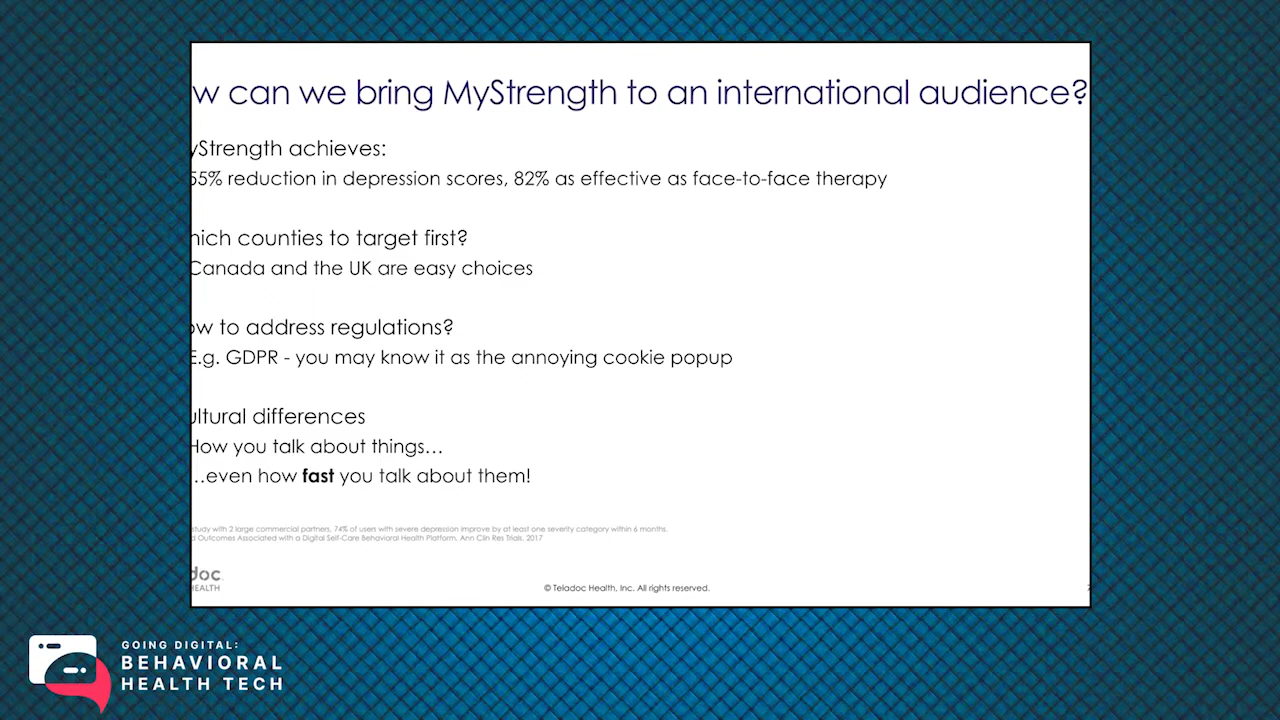 w can we bring MyStrength to an international audience?
yStrength achieves:
55% reduction in depression scores, 82% as effective as face-to-face therapy
hich counties to target first?
Canada and the UK are easy choices
ow to address regulations?
E.g. GDPR - you may know it as the annoying cookie popup
ultural differences
How you talk about things…
…even how fast you talk about them!
study with 2 large commercial partners, 74% of users with severe depression improve by at least one severity category within 6 months.
d Outcomes Associated with a Digital Self-Care Behavioral Health Platform. Ann Clin Res Trials. 2017
doc
HEALTH
© Teladoc Health, Inc. All rights reserved.
7
GOING DIGITAL:
BEHAVIORAL
HEALTH TECH